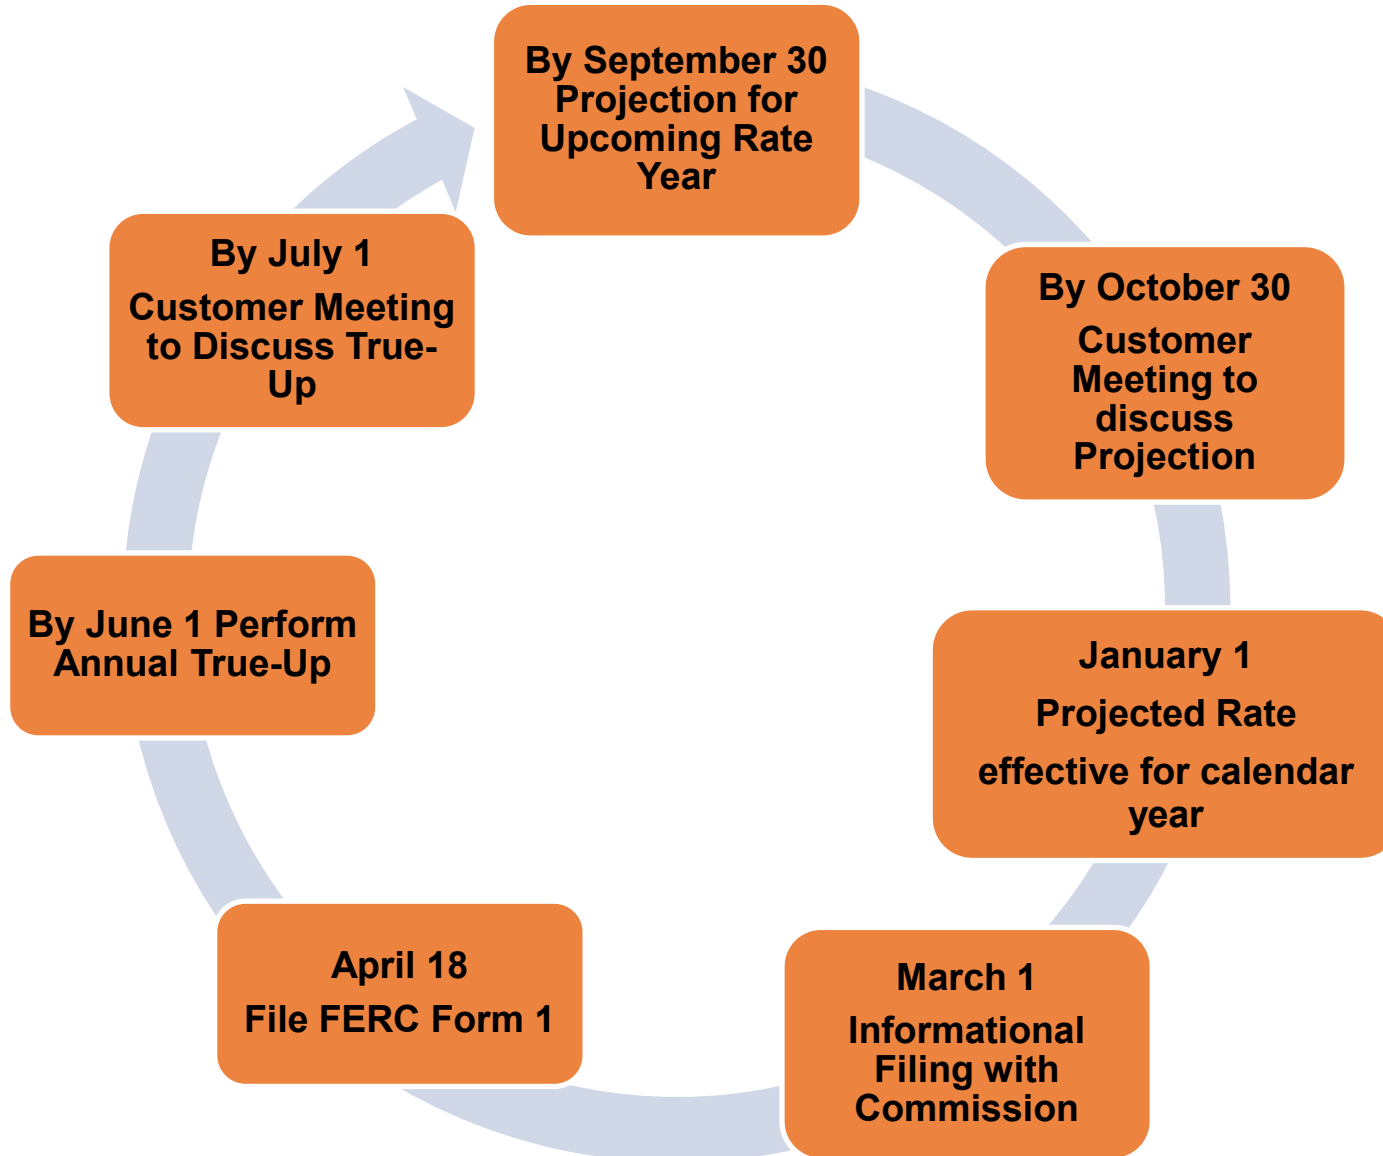 By September 30
Projection for
Upcoming Rate
Year
By October 30
Customer
Meeting to
discuss
Projection
January 1
Projected Rate
effective for calendar
year
March 1
Informational
Filing with
Commission
April 18
File FERC Form 1
By June 1 Perform
Annual True-Up
By July 1
Customer Meeting
to Discuss True-
Up